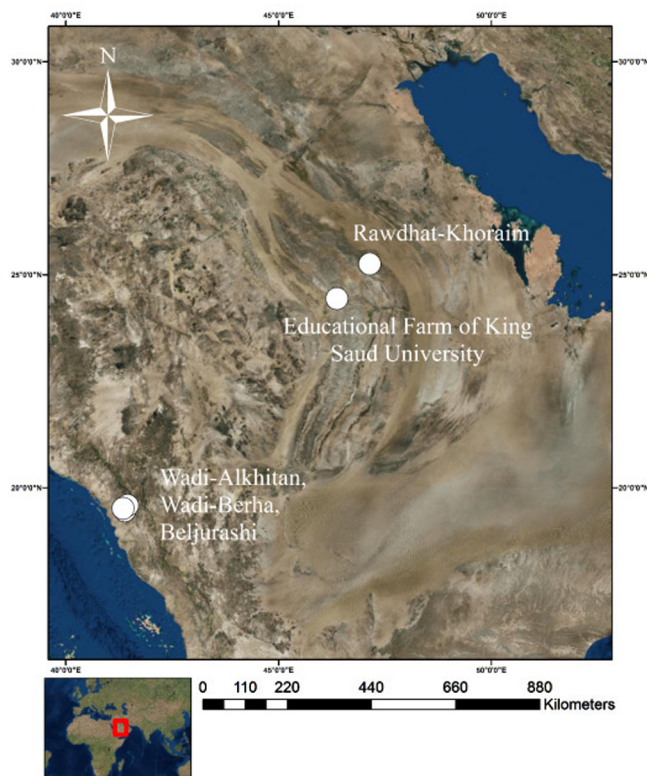 40°0'0"E 45°0'0"E 50°0'0"E
N
30°0'0"N 30°0'0"N
Rawdhat-Khoraim
25°0'0"N 25°0'0"N
Educational Farm of King
Saud University
Wadi-Alkhitan,
Wadi-Berha,
Beljurashi
20°0'0"N 20°0'0"N
40°0'0"E 45°0'0"E 50°0'0"E
0 110 220 440 660 880
Kilometers